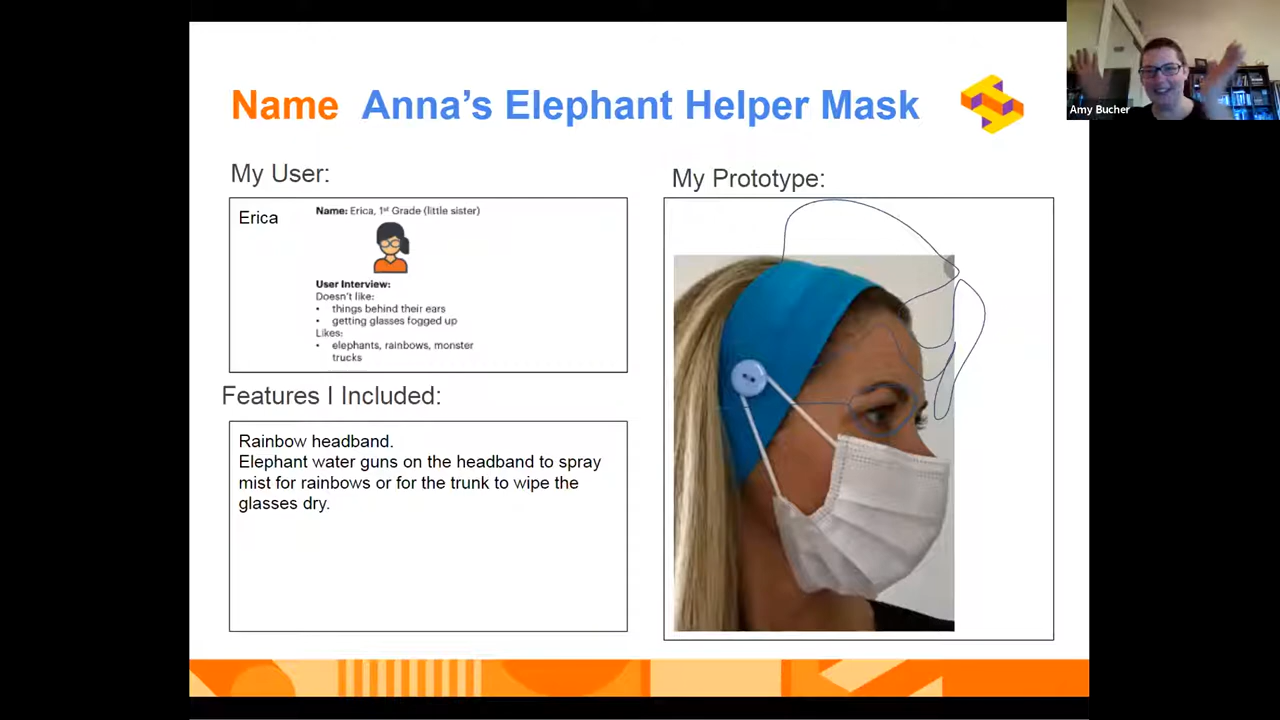 Name Anna's Elephant Helper Mask
Amy Bucher
My User:
Erica
Name: Erica, 1st Grade (little sister)
User Interview:
Doesn't like:
• things behind their ears
• getting glasses fogged up
Likes:
• elephants, rainbows, monster
trucks
Features I Included:
Rainbow headband.
Elephant water guns on the headband to spray
mist for rainbows or for the trunk to wipe the
glasses dry.
My Prototype: